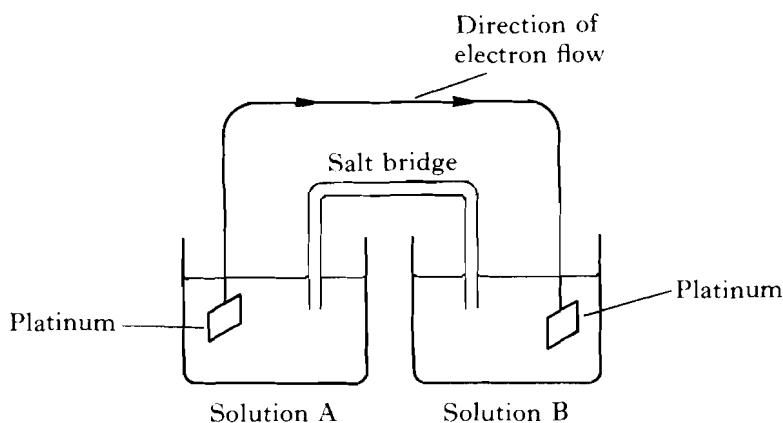 Direction of
electron flow
Salt bridge
Platinum
Platinum
Solution A
Solution B